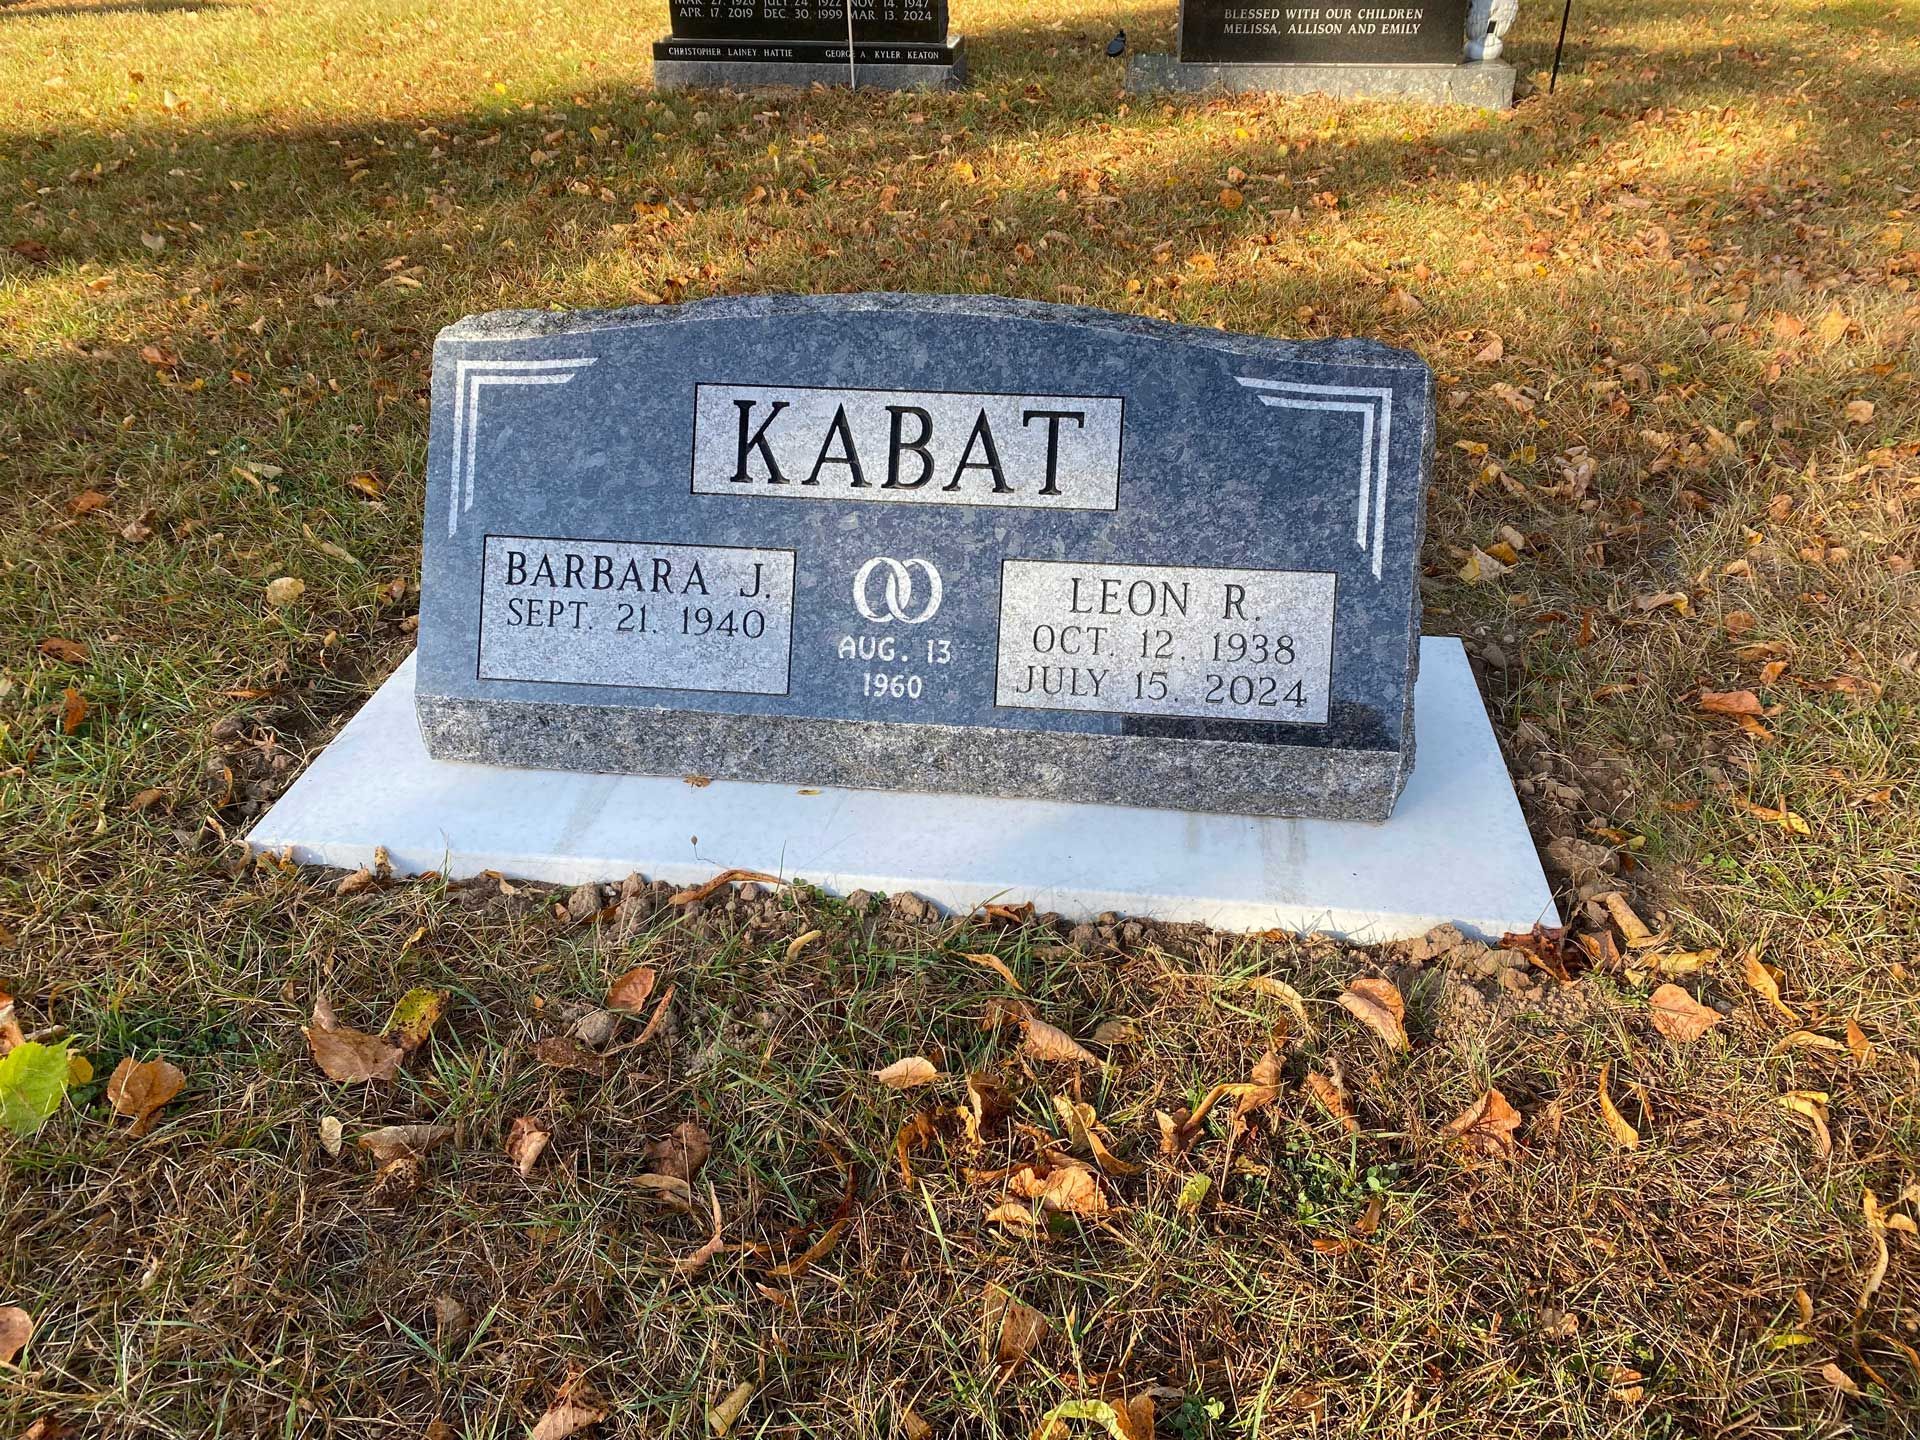 MAR. 27. 1926 JULY 24. 1922 NOV. 14. 1947
APR. 17. 2019 DEC. 30. 1999 MAR. 13. 2024
CHRISTOPHER LAINEY HATTIE GEORGE A. KYLER KEATON
BLESSED WITH OUR CHILDREN
MELISSA, ALLISON AND EMILY
KABAT
BARBARA J.
SEPT. 21. 1940
AUG. 13
1960
LEON R.
OCT. 12. 1938
JULY 15. 2024